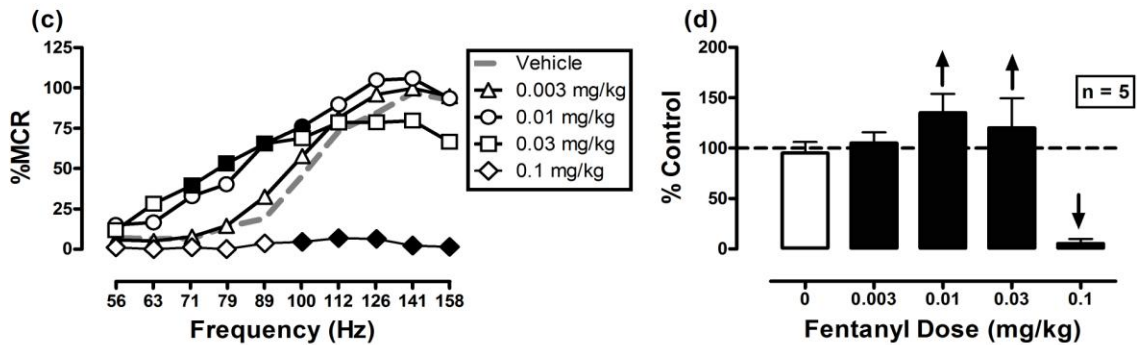 (c)
%MCR
125
100
75
50
25
0
56 63 71 79 89 100 112 126 141 158
Frequency (Hz)
Vehicle
0.003 mg/kg
0.01 mg/kg
0.03 mg/kg
0.1 mg/kg
(d)
% Control
200
150
100
50
0
n = 5
0 0.003 0.01 0.03 0.1
Fentanyl Dose (mg/kg)